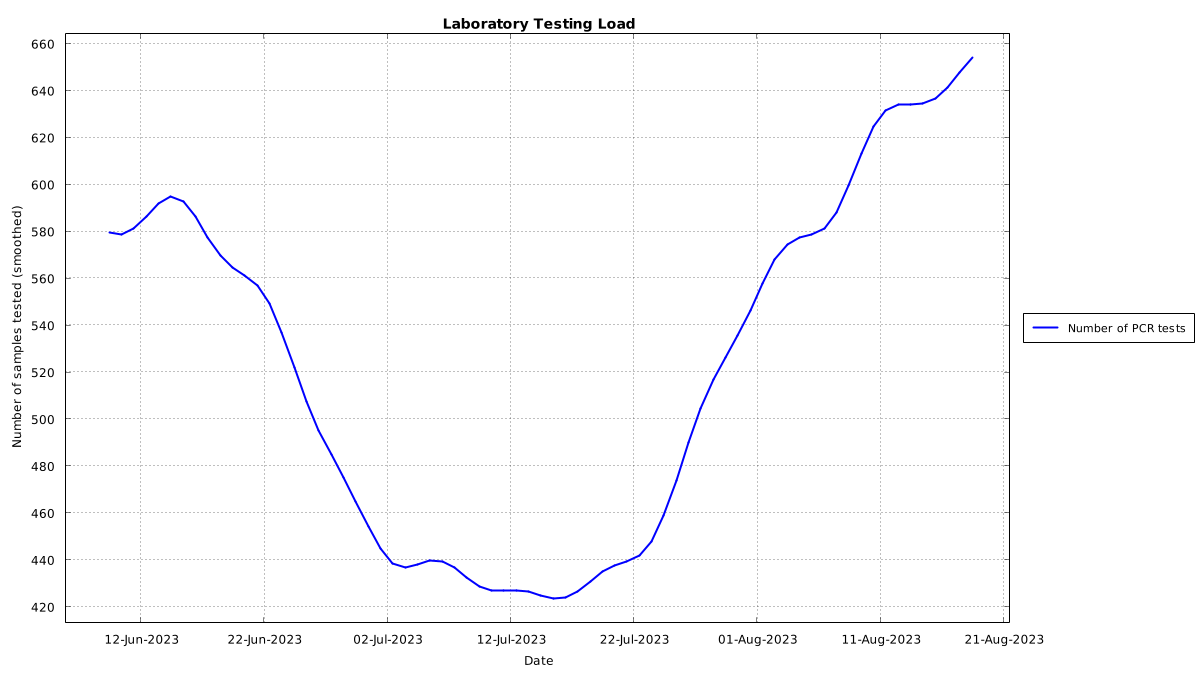 Laboratory Testing Load
660
640
620
600
580
560
540
520
500
480
460
440
420
Number of samples tested (smoothed)
12-Jun-2023
22-Jun-2023
02-Jul-2023
12-Jul-2023
22-Jul-2023
01-Aug-2023
11-Aug-2023
21-Aug-2023
Date
Number of PCR tests